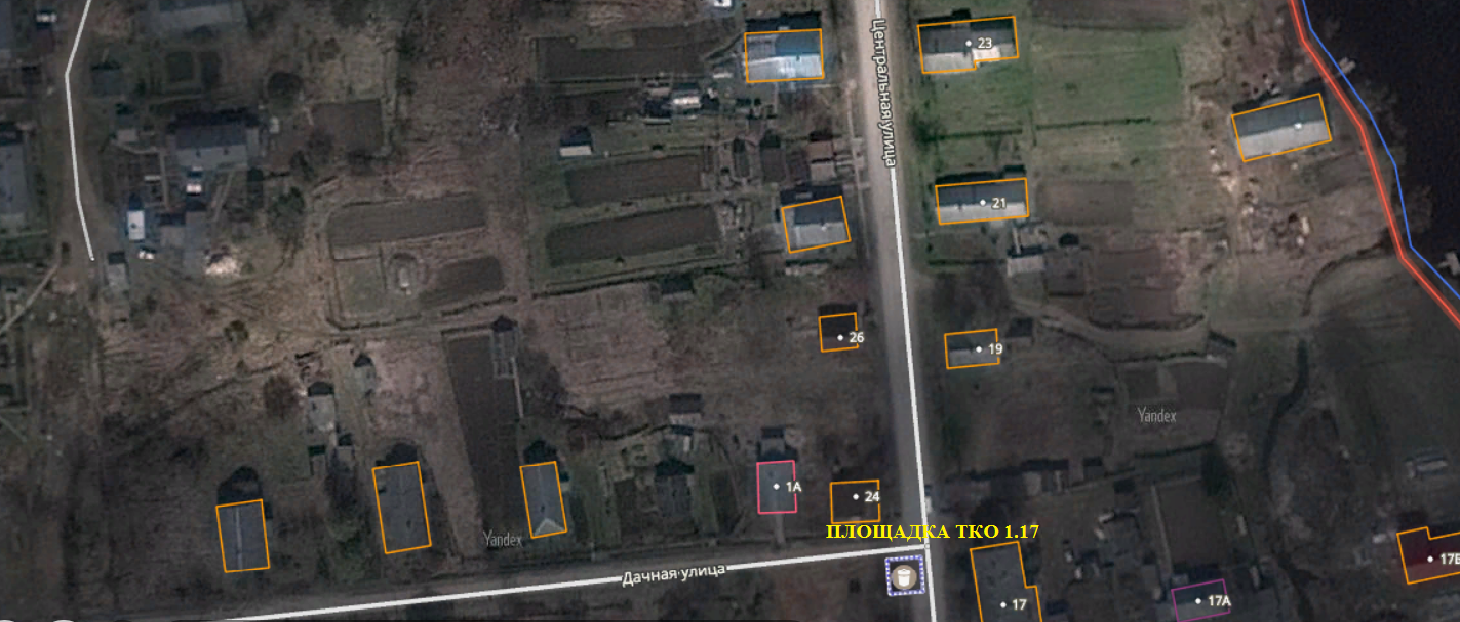 Центральная улица
23
21
26
19
Yandex
1А
24
ПЛОЩАДКА ТКО 1.17
Yandex
Дачная улица
17В
17
17А